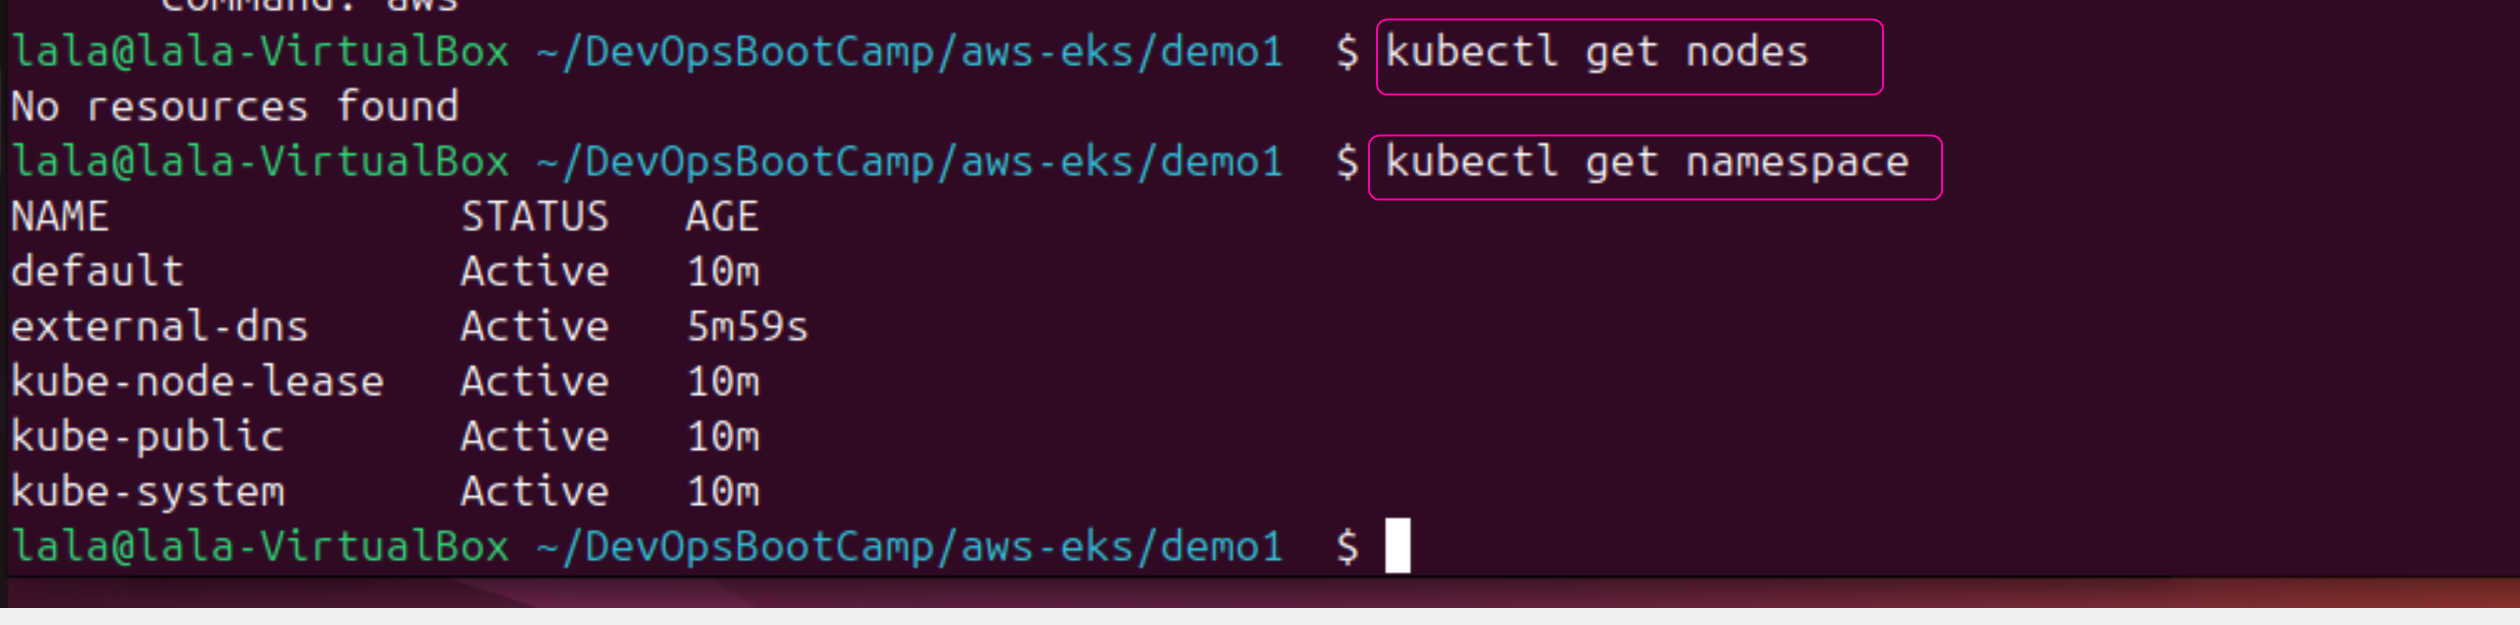 Command: aws
lala@lala-VirtualBox ~/DevOpsBootCamp/aws-eks/demo1  $ kubectl get nodes
No resources found
lala@lala-VirtualBox ~/DevOpsBootCamp/aws-eks/demo1  $ kubectl get namespace
NAME              STATUS   AGE
default           Active   10m
external-dns      Active   5m59s
kube-node-lease   Active   10m
kube-public       Active   10m
kube-system       Active   10m
lala@lala-VirtualBox ~/DevOpsBootCamp/aws-eks/demo1  $